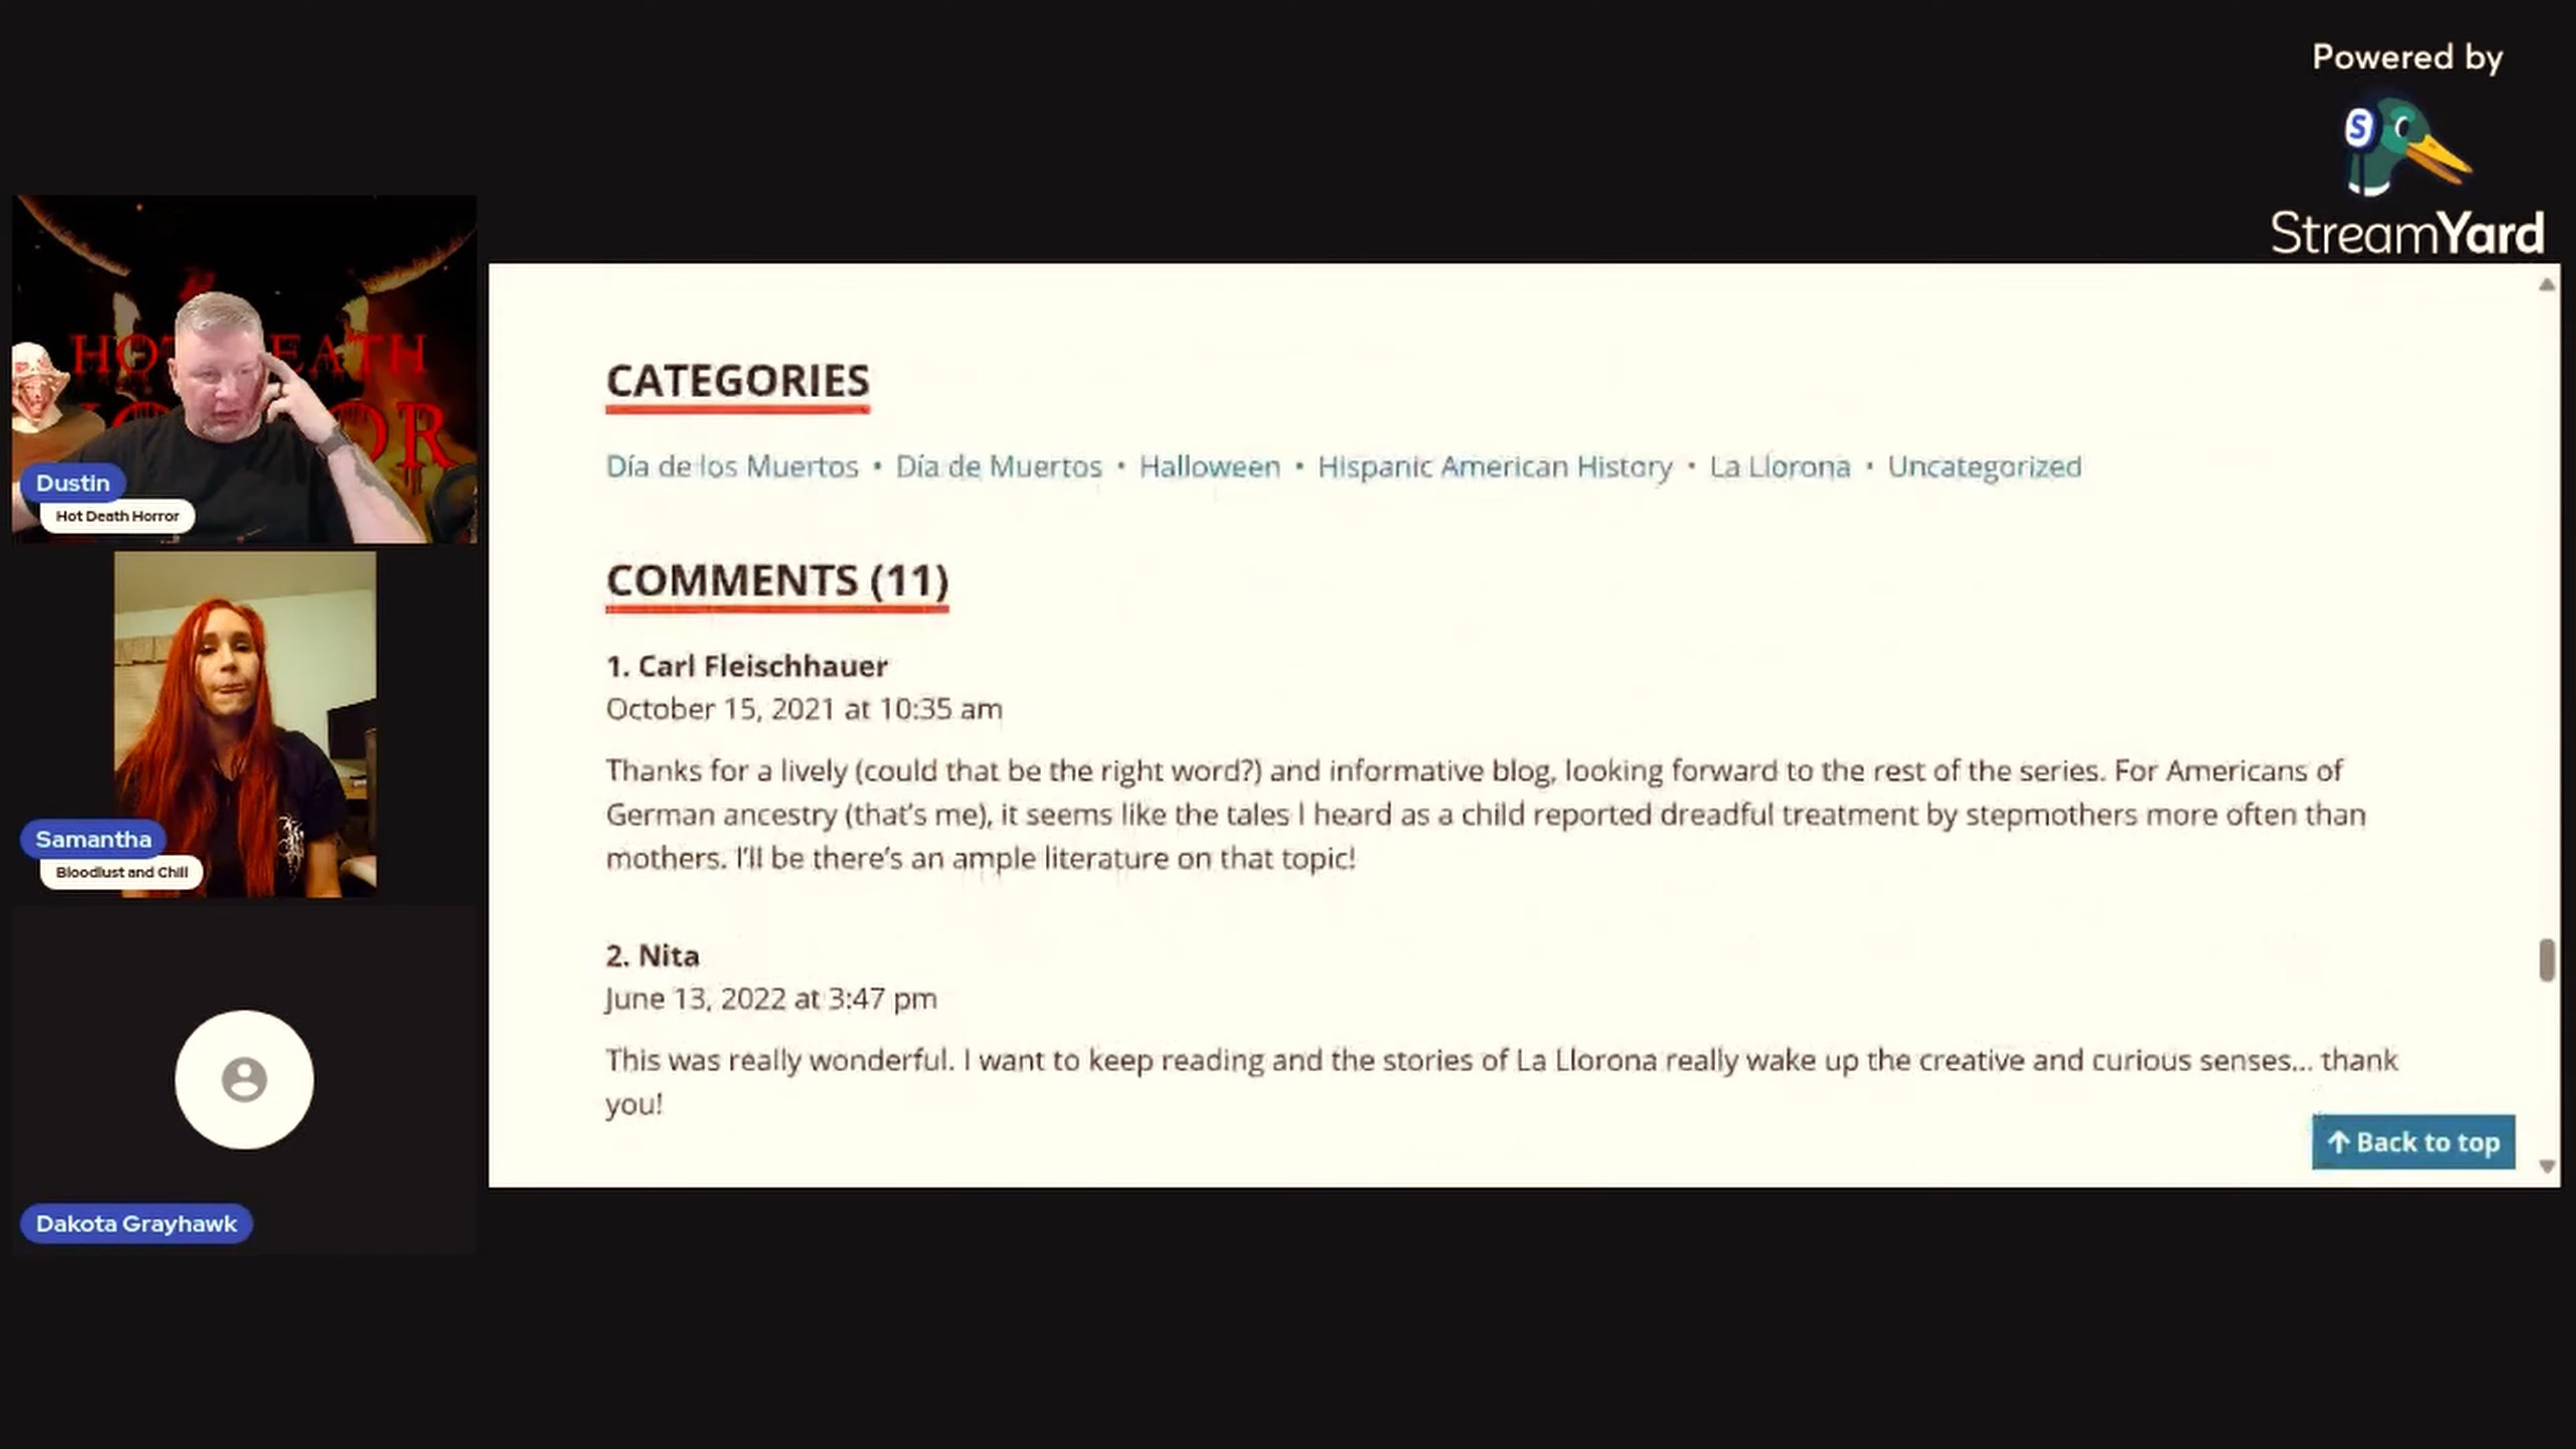 Powered by
S
StreamYard
HOT DEATH
Dustin
Hot Death Horror
Samantha
Bloodlust and Chill
Dakota Grayhawk
CATEGORIES
Día de los Muertos • Día de Muertos • Halloween • Hispanic American History • La Llorona • Uncategorized
COMMENTS (11)
1. Carl Fleischhauer
October 15, 2021 at 10:35 am
Thanks for a lively (could that be the right word?) and informative blog, looking forward to the rest of the series. For Americans of
German ancestry (that’s me), it seems like the tales I heard as a child reported dreadful treatment by stepmothers more often than
mothers. I’ll be there’s an ample literature on that topic!
2. Nita
June 13, 2022 at 3:47 pm
This was really wonderful. I want to keep reading and the stories of La Llorona really wake up the creative and curious senses… thank
you!
↑ Back to top